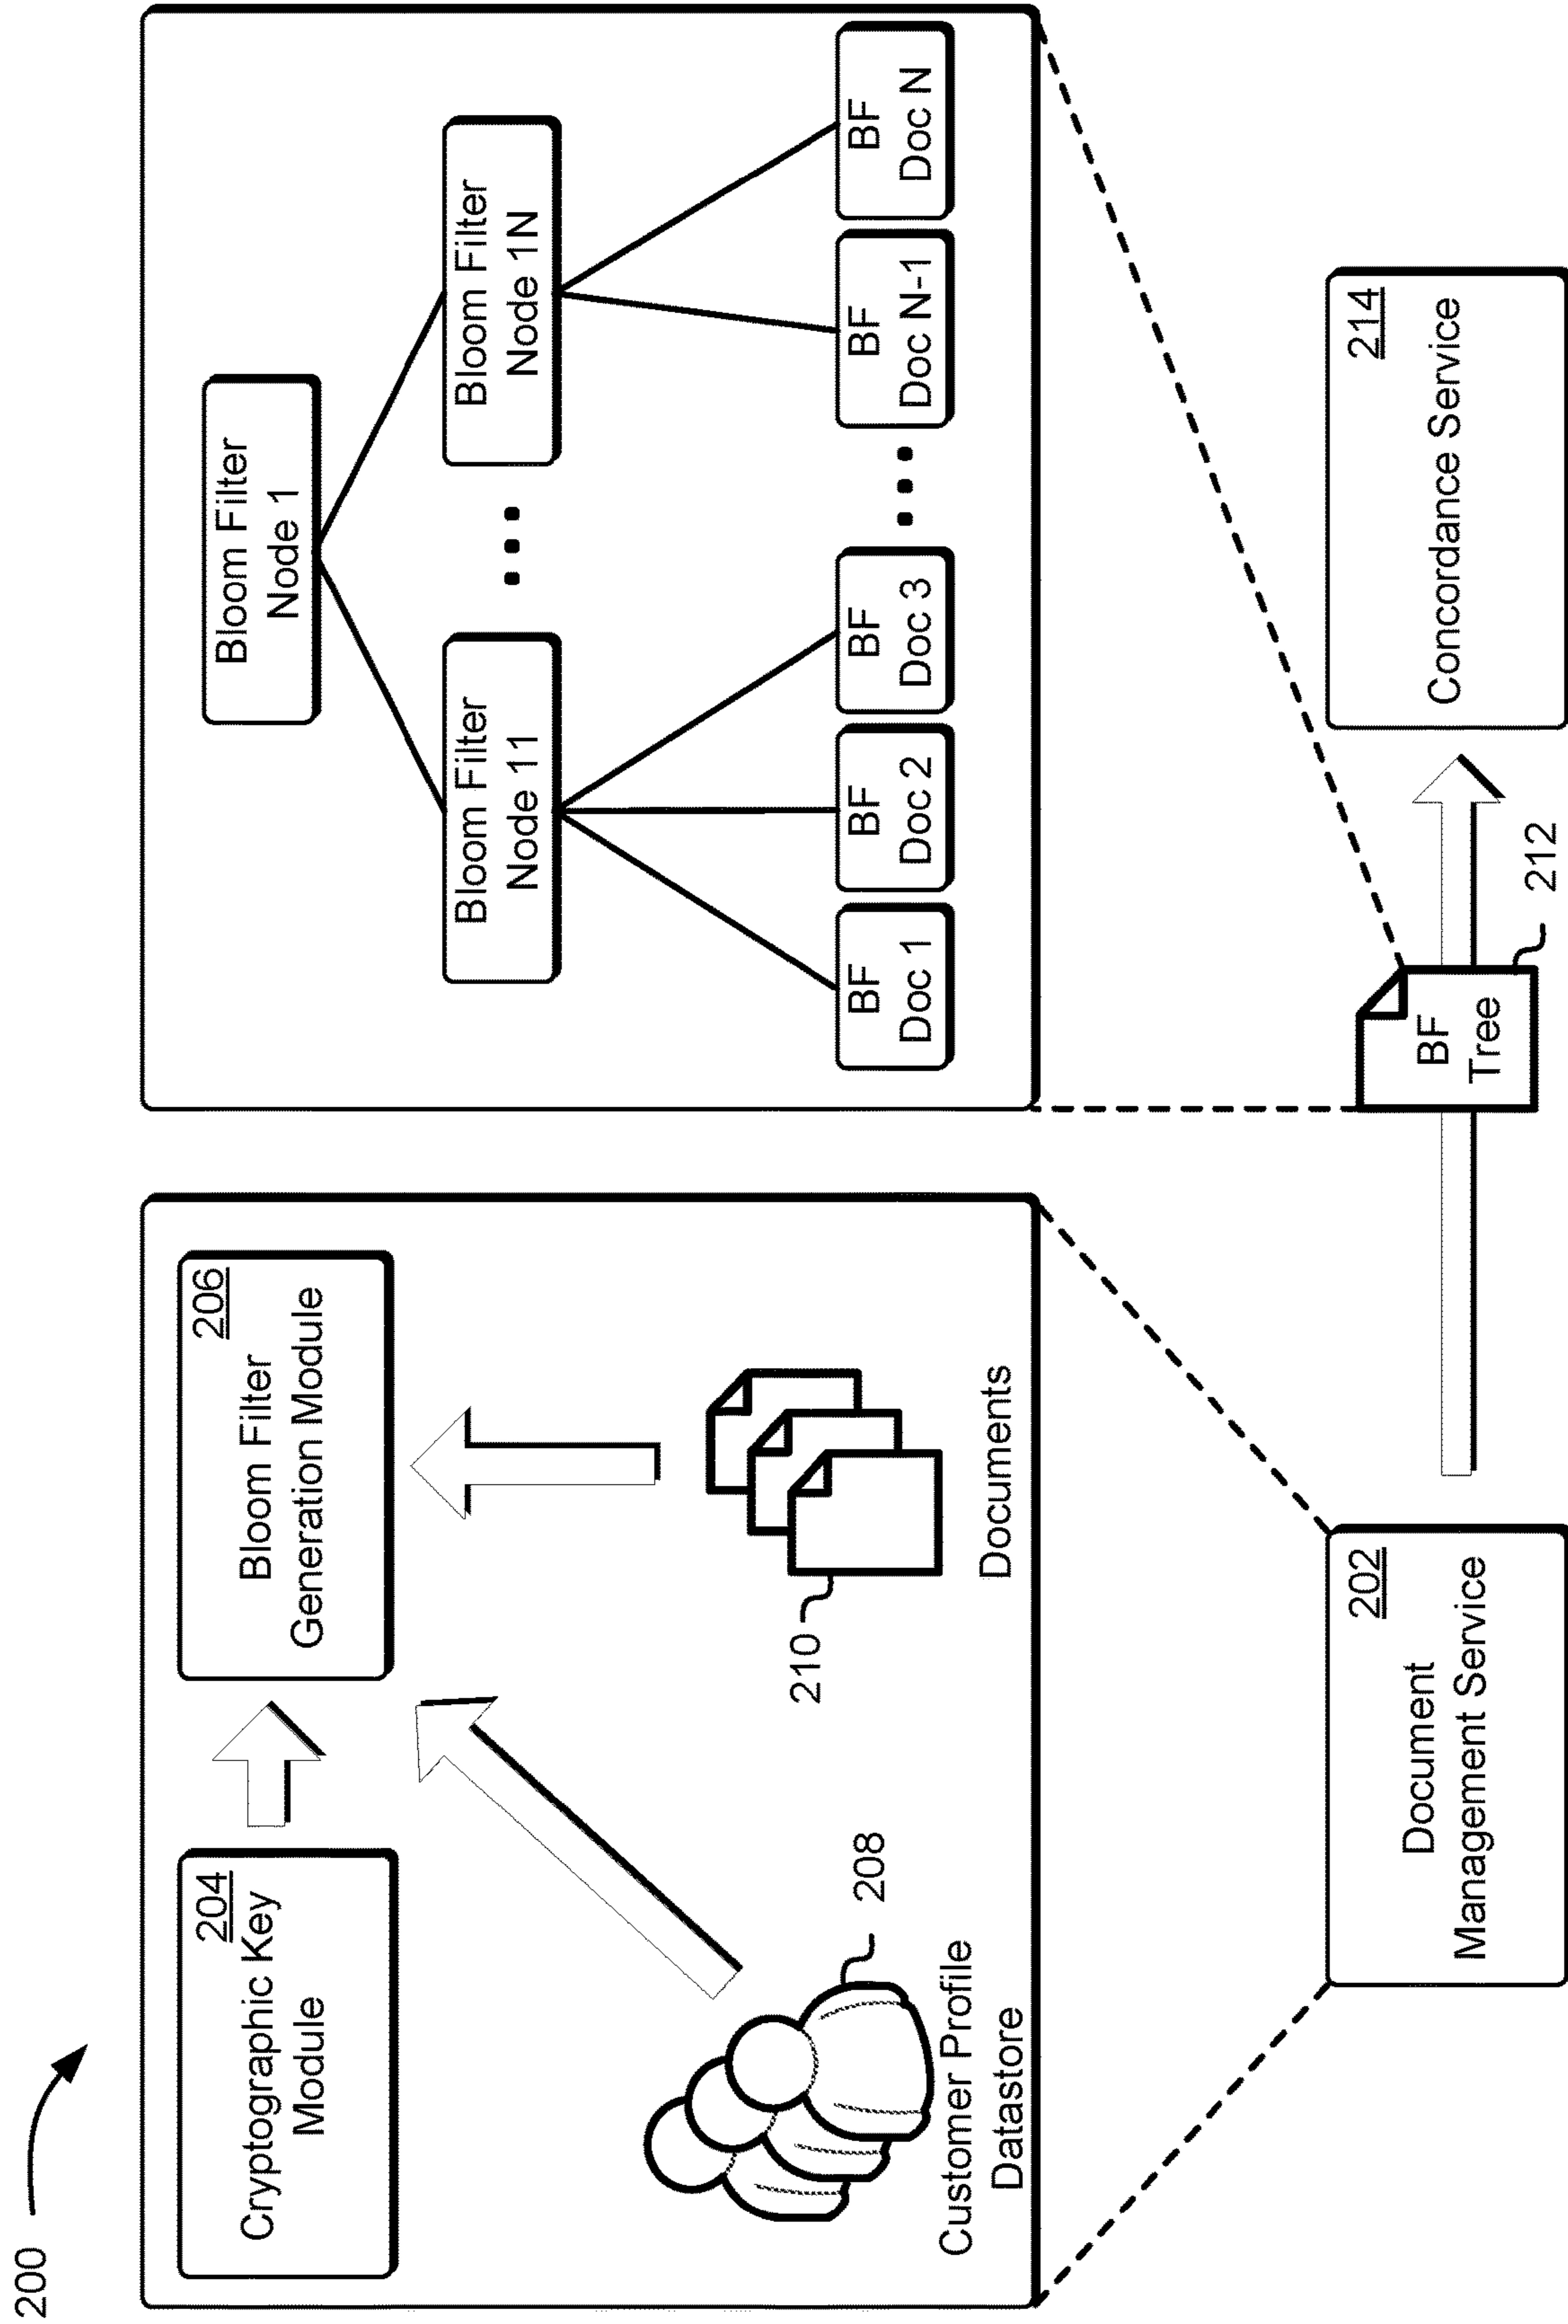 200
204
Cryptographic Key
Module
206
Bloom Filter
Generation Module
208
Customer Profile
Datastore
210
Documents
Bloom Filter
Node 1
Bloom Filter
Node 11
...
Bloom Filter
Node 1N
BF
Doc 1
BF
Doc 2
BF
Doc 3
...
BF
Doc N-1
BF
Doc N
202
Document
Management Service
BF
Tree
212
214
Concordance Service